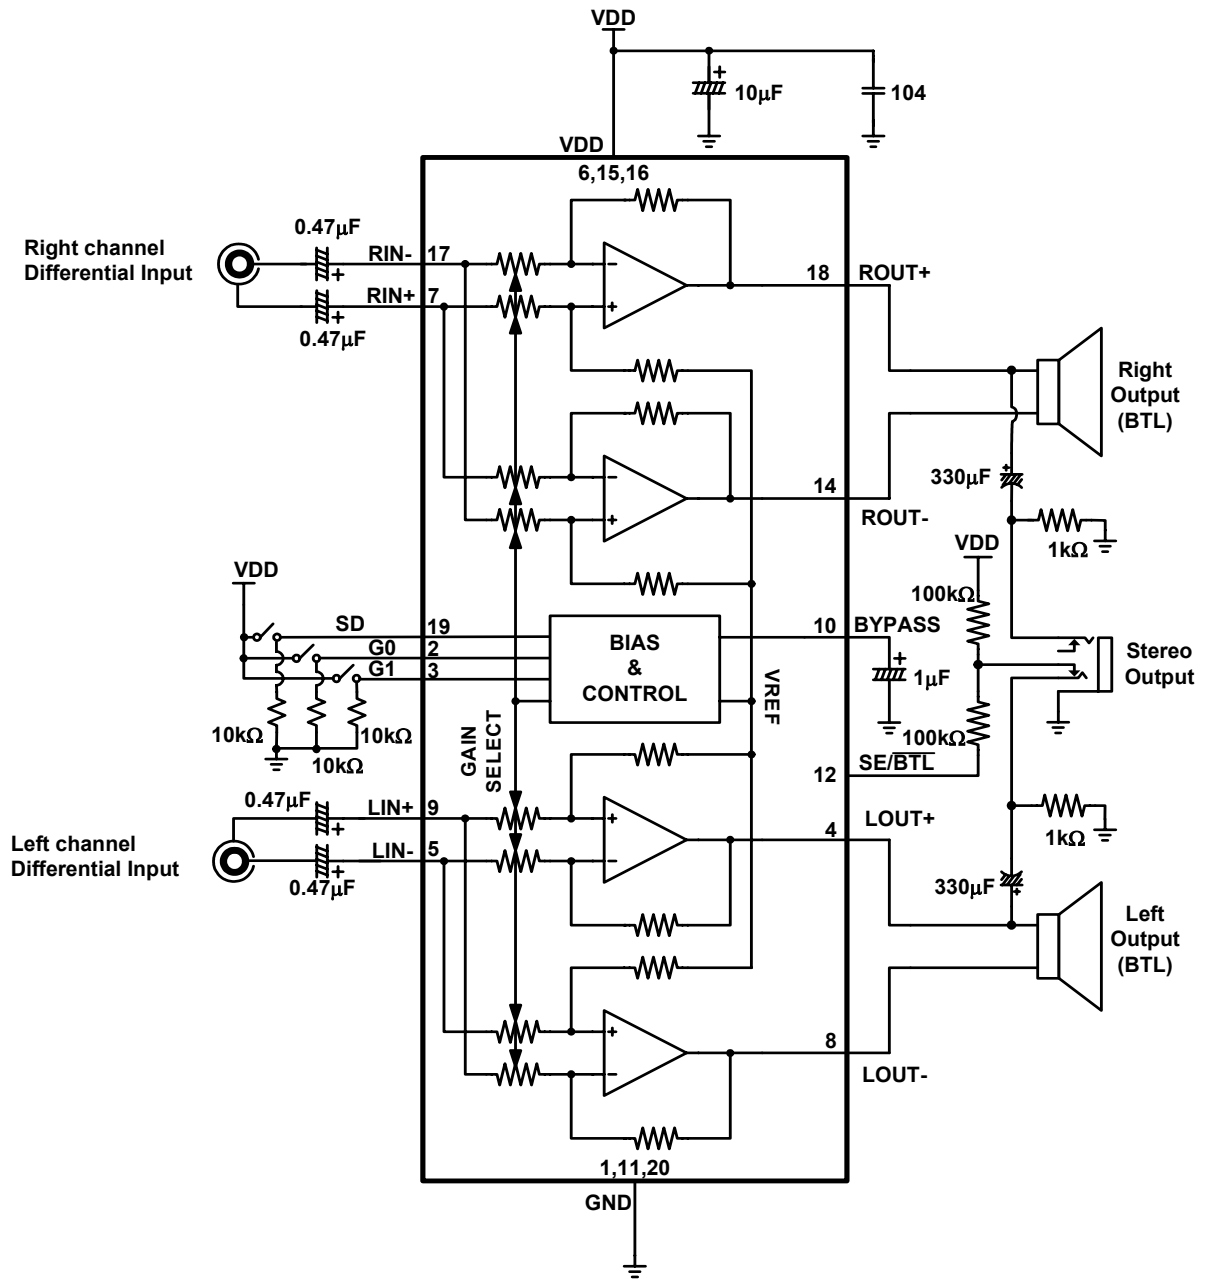 VDD
+
10µF
104
VDD
6,15,16
Right channel
Differential Input
0.47µF
+
RIN-
17
RIN+
7
+
0.47µF
−
+
18
ROUT+
Right
Output
(BTL)
−
+
14
ROUT-
+
330µF
1kΩ
VDD
100kΩ
VDD
SD
19
G0
2
G1
3
10kΩ
10kΩ
10kΩ
BIAS
&
CONTROL
GAIN
SELECT
VREF
10
BYPASS
+
1µF
Stereo
Output
100kΩ
SE/B̅T̅L̅
12
Left channel
Differential Input
0.47µF
+
LIN+
9
LIN-
5
+
0.47µF
+
−
4
LOUT+
1kΩ
330µF
+
Left
Output
(BTL)
+
−
8
LOUT-
1,11,20
GND